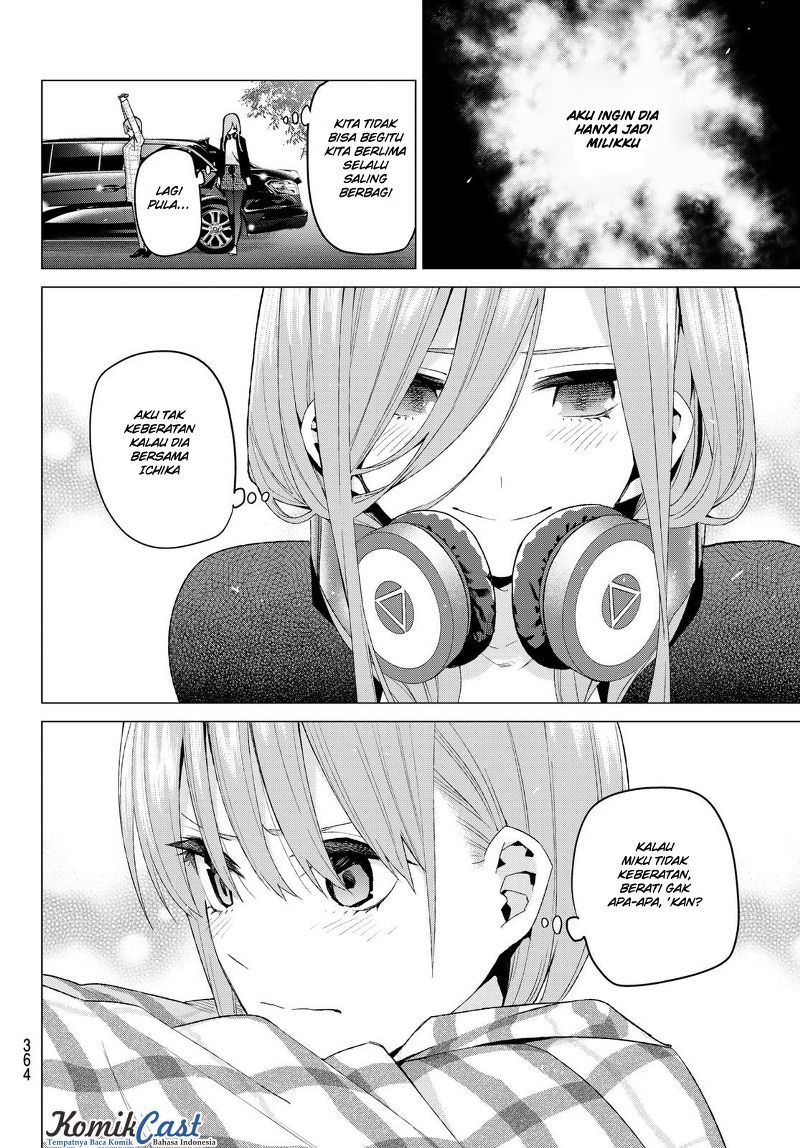 AKU INGIN DIA
HANYA JADI
MILIKKU
KITA TIDAK
BISA BEGITU
KITA BERLIMA
SELALU
SALING
BERBAGI
LAGI
PULA...
AKU TAK
KEBERATAN
KALAU DIA
BERSAMA
ICHIKA
KALAU
MIKU TIDAK
KEBERATAN,
BERATI GAK
APA-APA, 'KAN?
364
KomikCast
Tempatnya Baca Komik Bahasa Indonesia